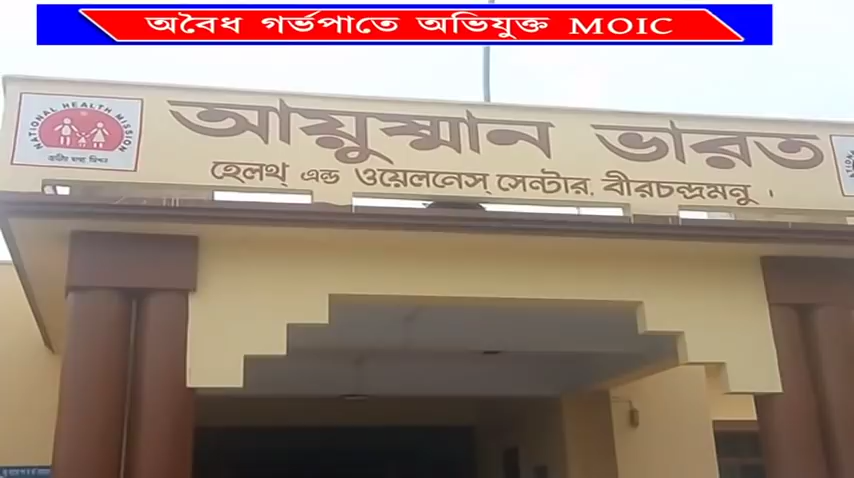 অবৈধ গর্ভপাতে অভিযুক্ত MOIC
আয়ুষ্মান ভারত
হেলথ্ এন্ড ওয়েলনেস্ সেন্টার, বীরচন্দ্রমনু
NATIONAL HEALTH MISSION